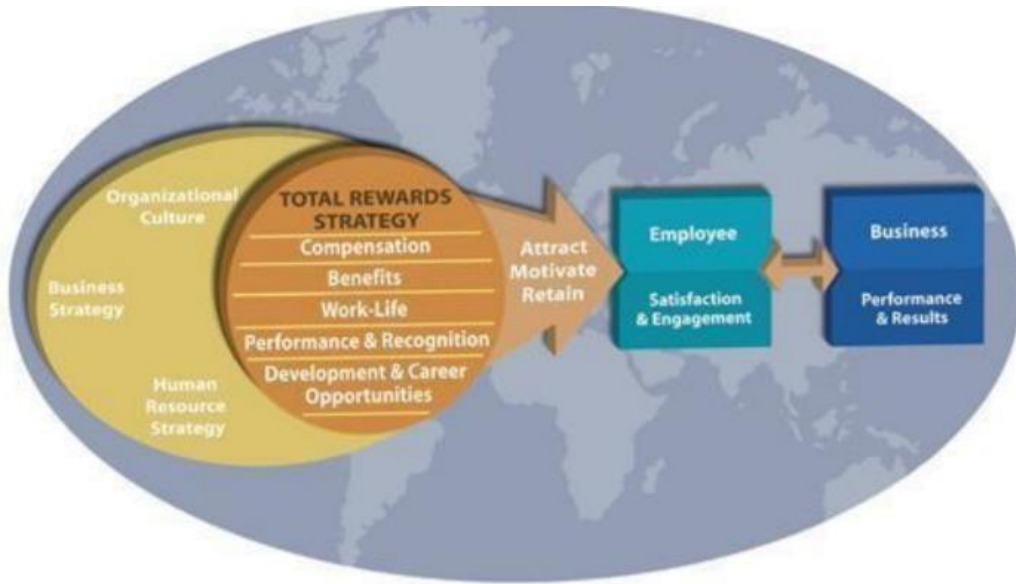 Organizational
Culture
Business
Strategy
Human
Resource
Strategy
TOTAL REWARDS
STRATEGY
Compensation
Benefits
Work-Life
Performance & Recognition
Development & Career
Opportunities
Attract
Motivate
Retain
Employee
Satisfaction
& Engagement
Business
Performance
& Results